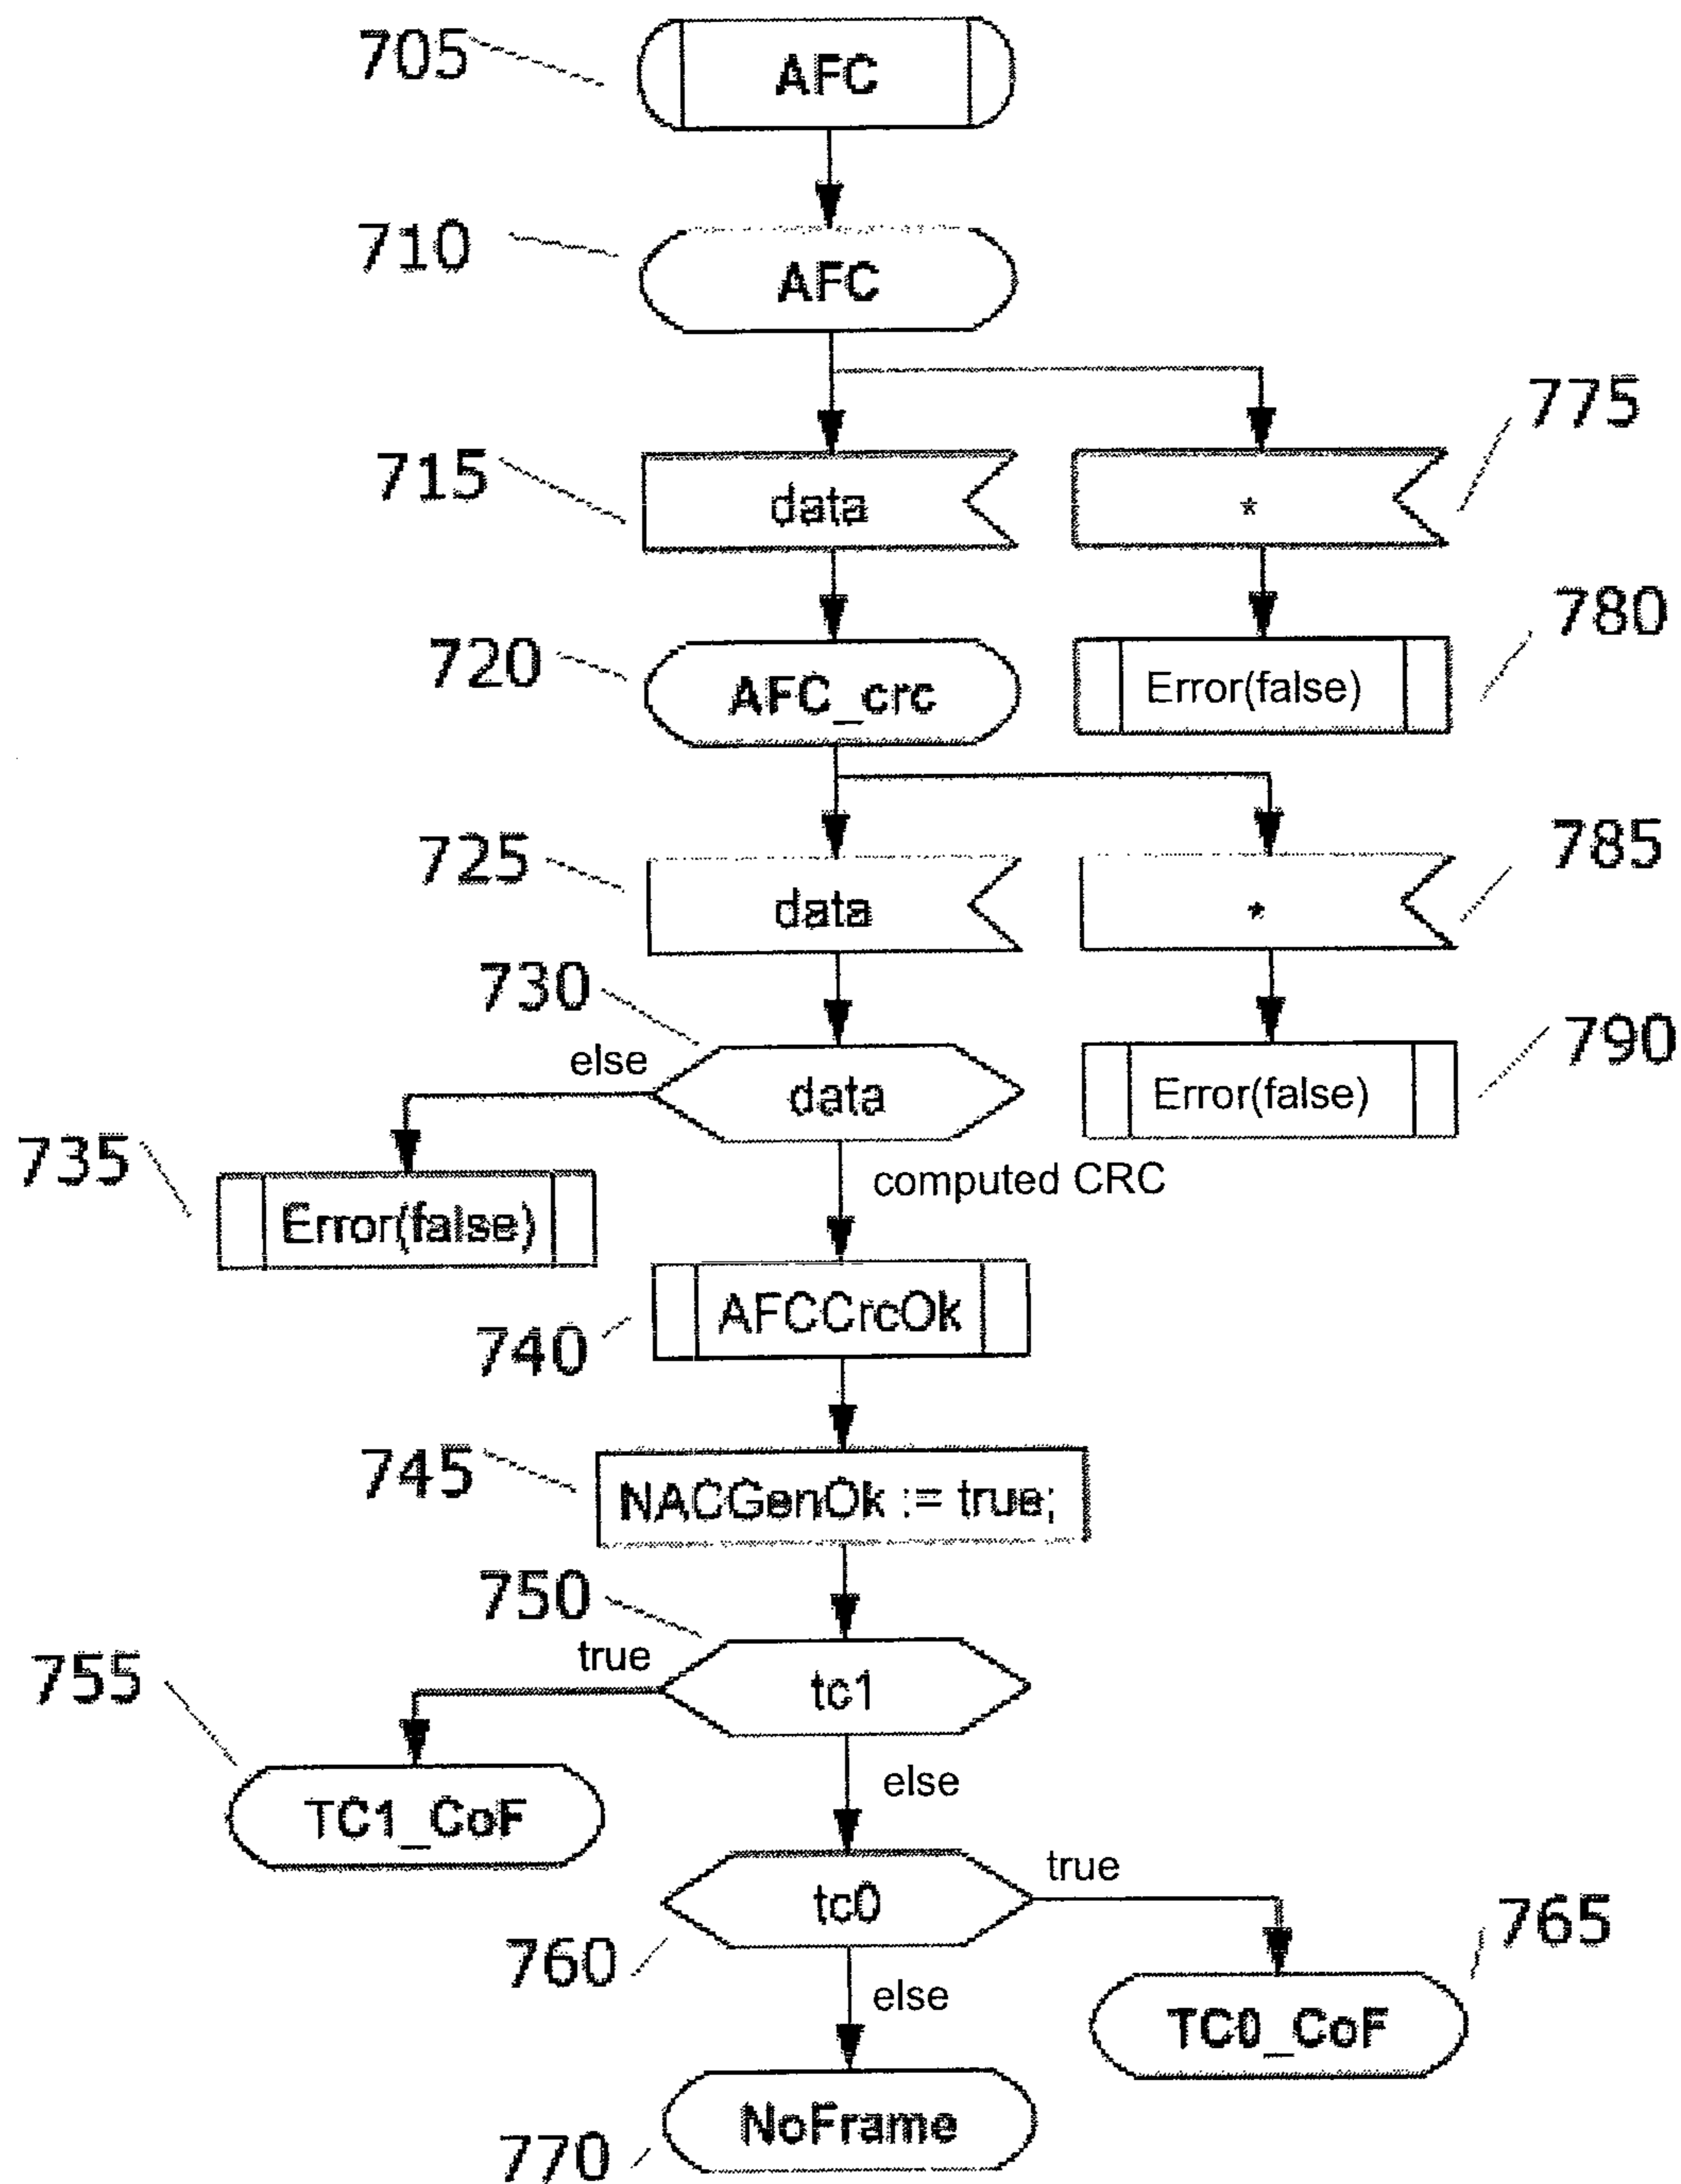 705
AFC
710
AFC
775
715
data
*
780
720
AFC_crc
Error(false)
725
data
*
785
730
else
data
790
Error(false)
735
computed CRC
Error(false)
AFCCrcOk
740
745
NACGenOk := true;
750
true
tc1
755
else
TC1_CoF
true
tc0
765
760
else
TC0_CoF
NoFrame
770